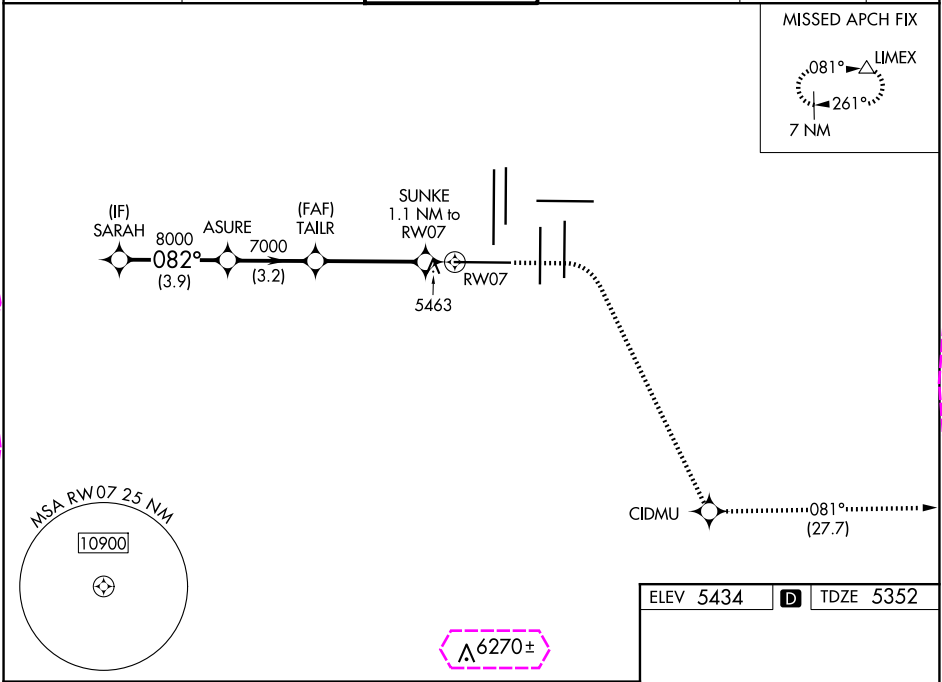 MISSED APCH FIX
081°
LIMEX
261°
7 NM
(IF)
SARAH
8000
082°
(3.9)
ASURE
7000
(3.2)
(FAF)
TAILR
SUNKE
1.1 NM to
RW07
RW07
5463
CIDMU
081°
(27.7)
MSA RW07 25 NM
10900
6270±
ELEV 5434
D
TDZE 5352